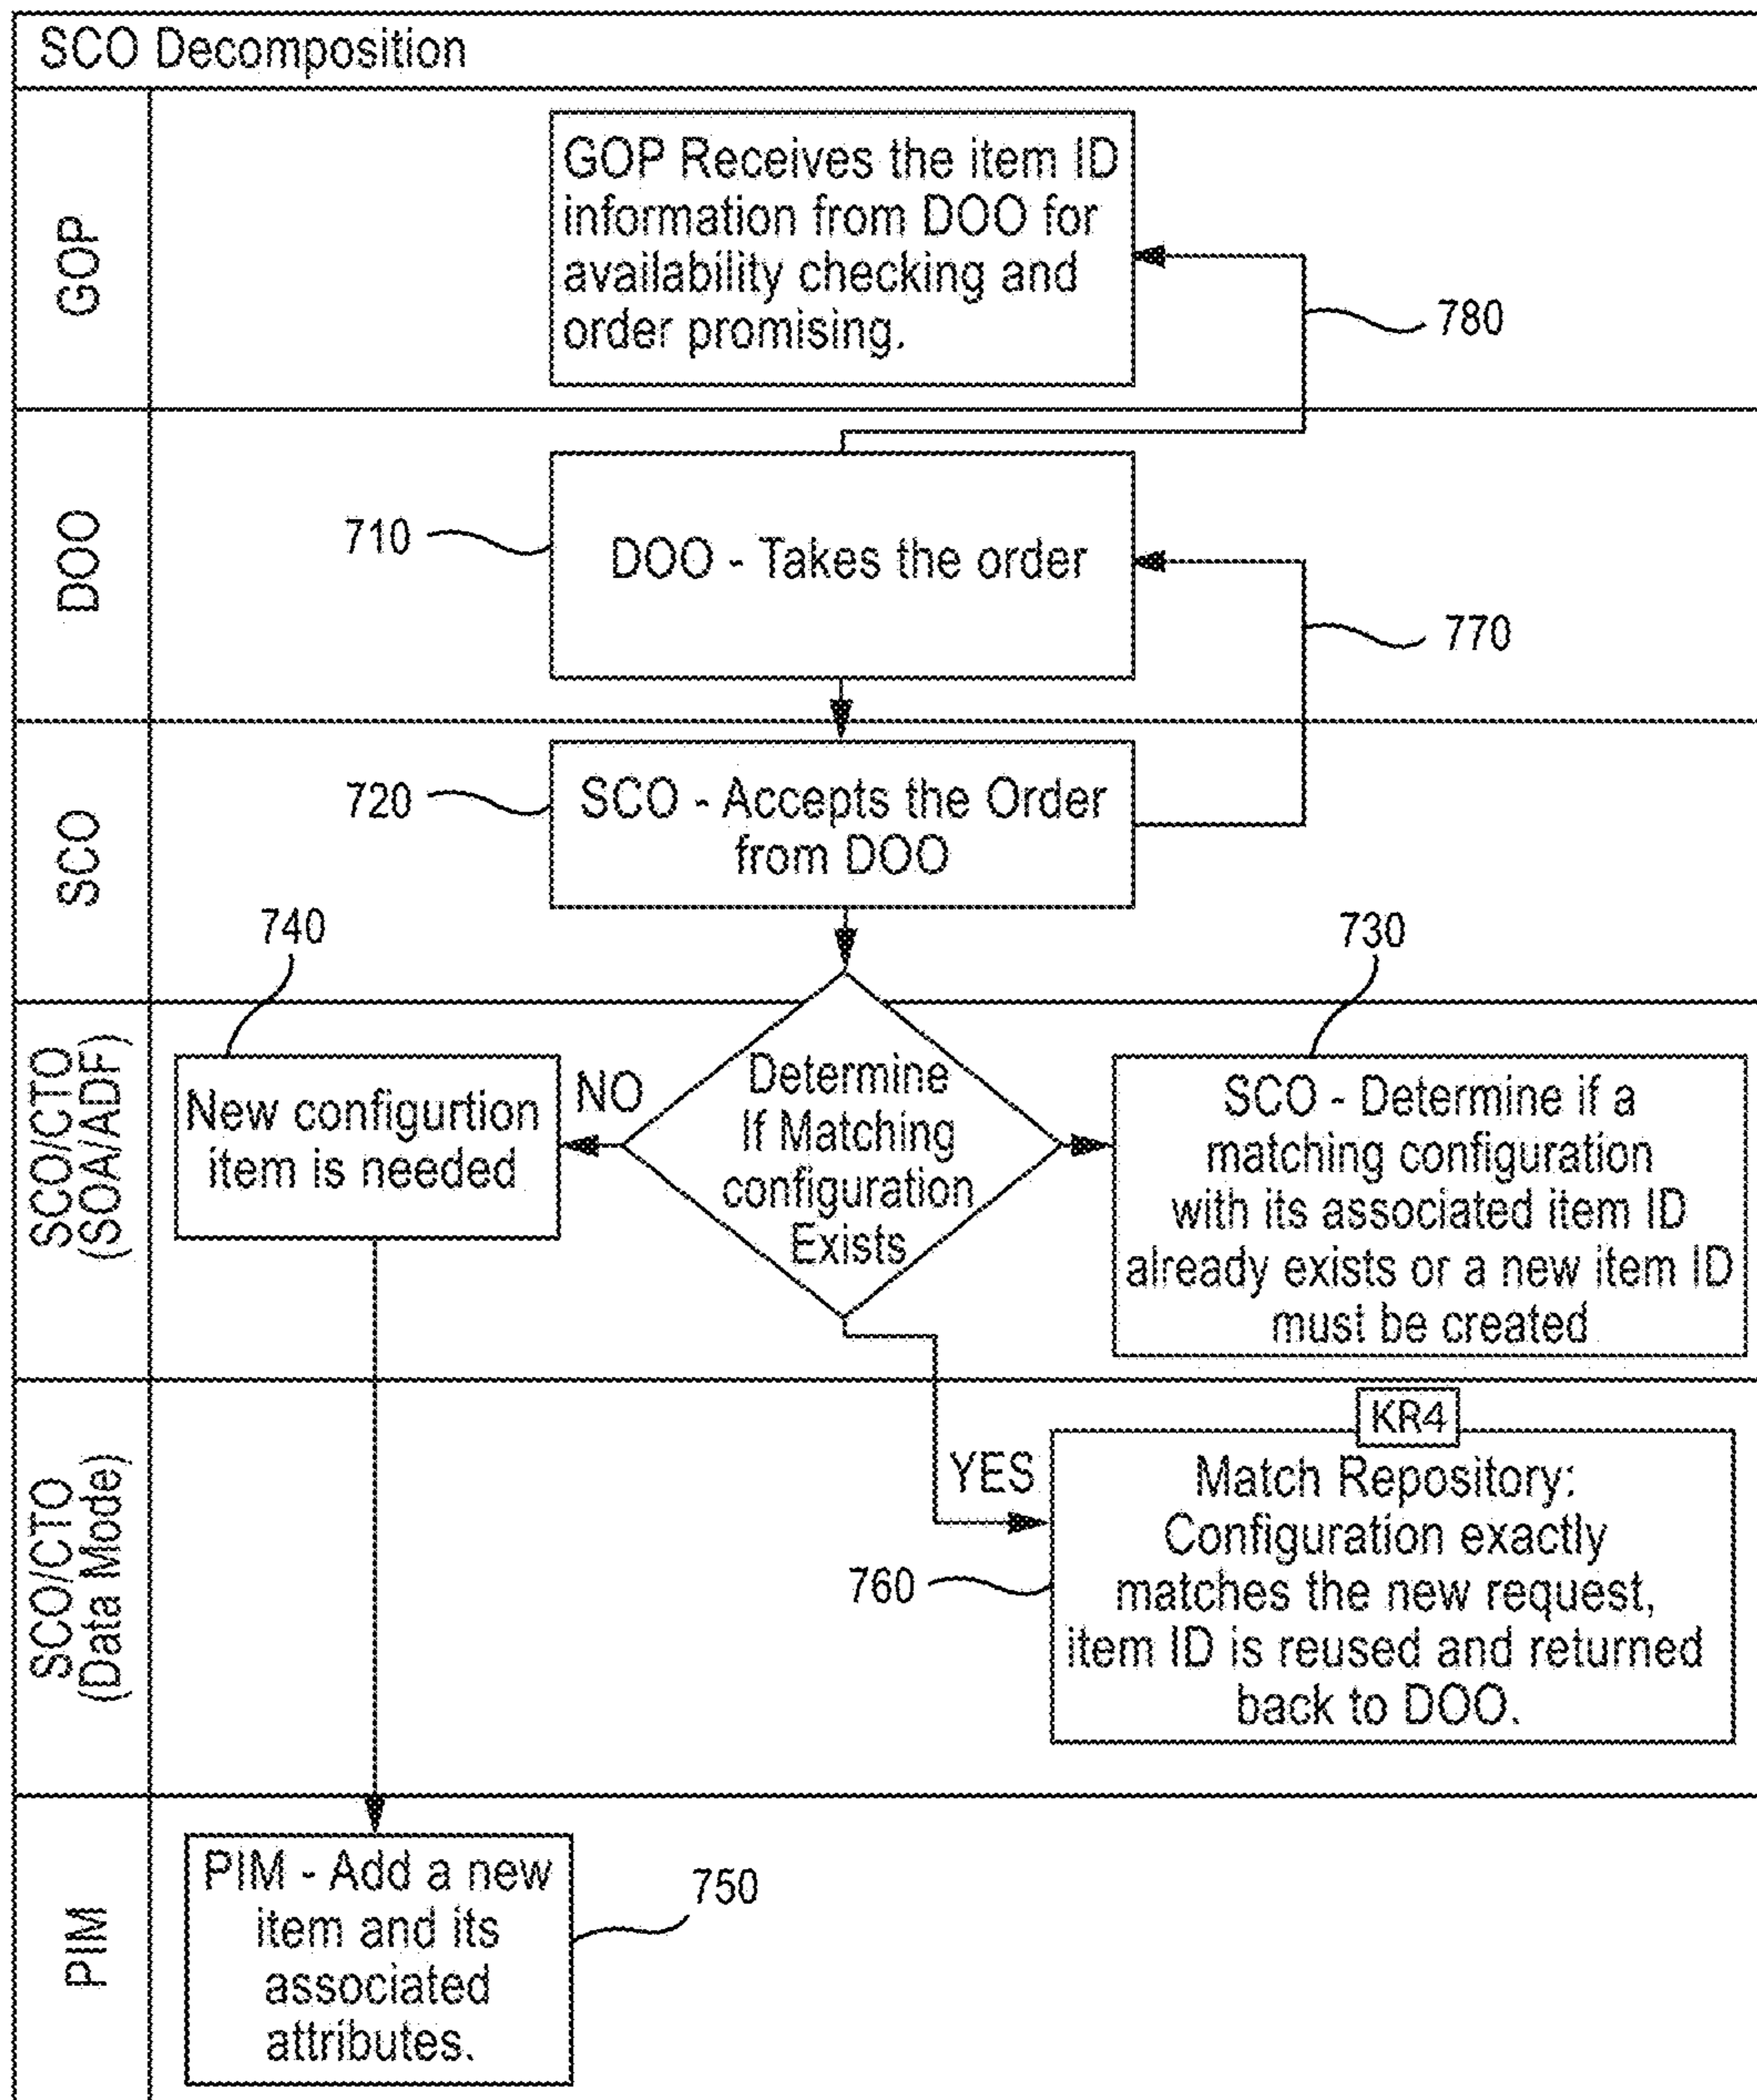 SCO Decomposition
GOP
GOP Receives the item ID
information from DOO for
availability checking and
order promising.
780
DOO
710
DOO - Takes the order
770
SCO
720
SCO - Accepts the Order
from DOO
740
730
SCO/CTO
(SOA/ADF)
New configurtion
item is needed
NO
Determine
If Matching
configuration
Exists
SCO - Determine if a
matching configuration
with its associated item ID
already exists or a new item ID
must be created
SCO/CTO
(Data Mode)
YES
KR4
Match Repository:
Configuration exactly
matches the new request,
item ID is reused and returned
back to DOO.
760
PIM
PIM - Add a new
item and its
associated
attributes.
750